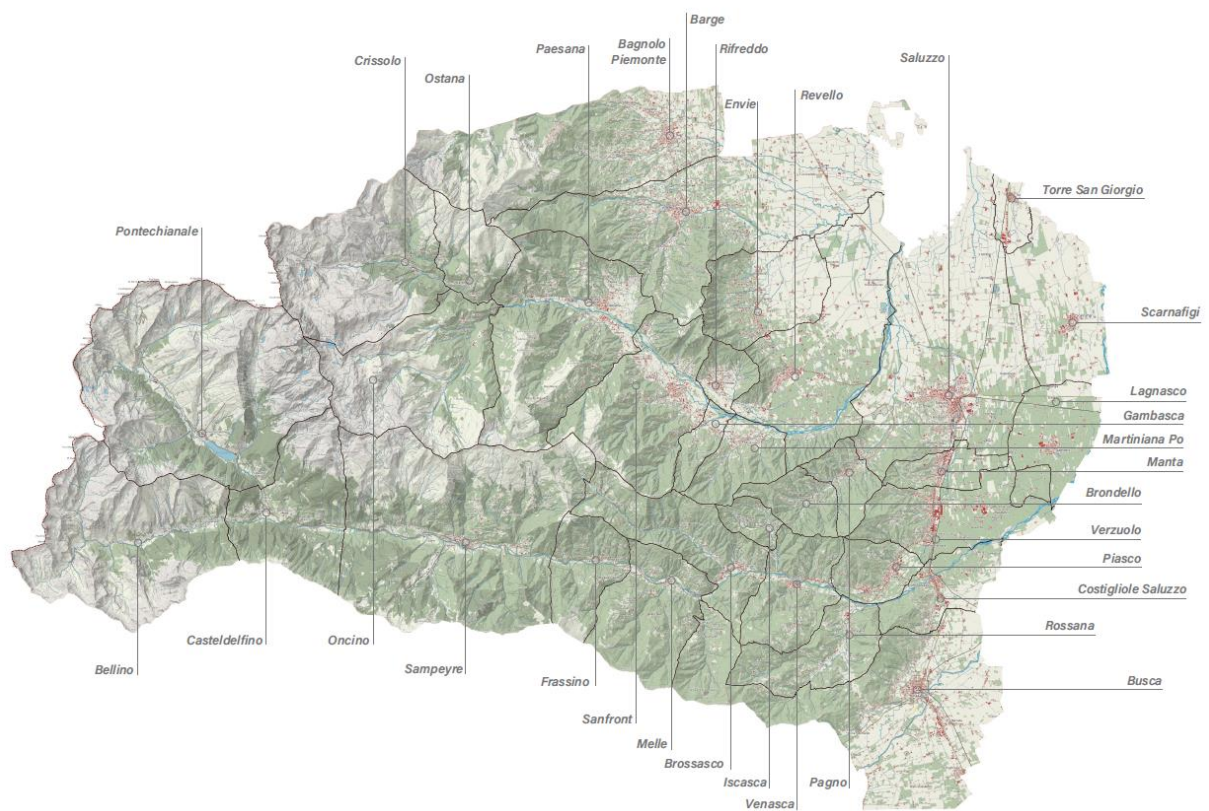 Barge
Bagnolo
Piemonte
Paesana
Rifreddo
Saluzzo
Crissolo
Ostana
Envie
Revello
Torre San Giorgio
Pontechianale
Scarnafigi
Lagnasco
Gambasca
Martiniana Po
Manta
Brondello
Verzuolo
Piasco
Costigliole Saluzzo
Rossana
Casteldelfino
Oncino
Bellino
Sampeyre
Frassino
Busca
Sanfront
Melle
Brossasco
Iscasca
Pagno
Venasca